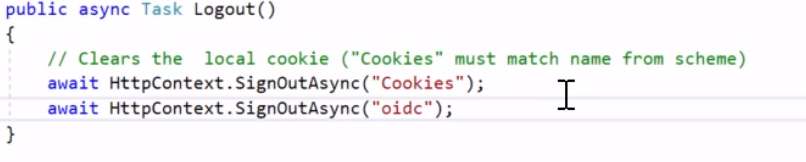 public async Task Logout()
{
// Clears the  local cookie ("Cookies" must match name from scheme)
await HttpContext.SignOutAsync("Cookies");
await HttpContext.SignOutAsync("oidc");
}